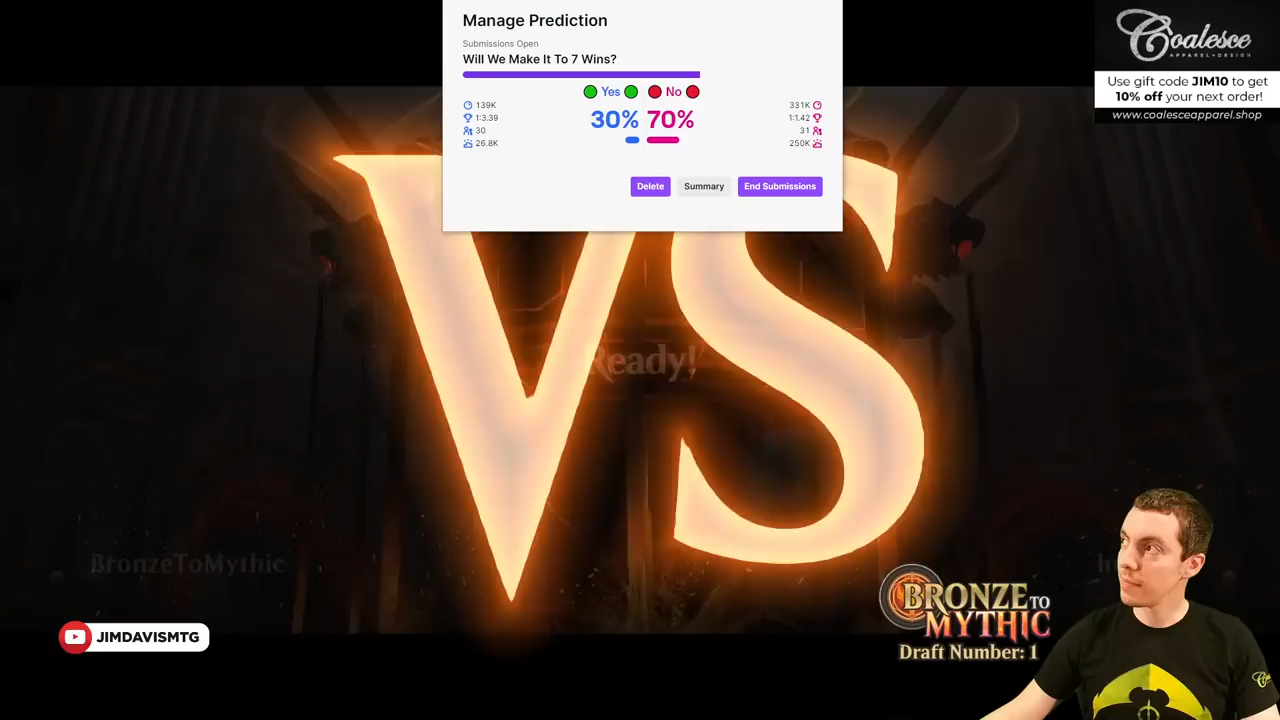 Manage Prediction
Submissions Open
Will We Make It To 7 Wins?
Yes No
139K
1:3.39
30
26.8K
30% 70%
331K
1:1.42
31
250K
Delete Summary End Submissions
Coalesce
APPAREL+DESIGN
Use gift code JIM10 to get
10% off your next order!
www.coalesceapparel.shop
VS
Ready!
BronzeToMythic
JIMDAVISMTG
BRONZE TO
MYTHIC
Draft Number: 1